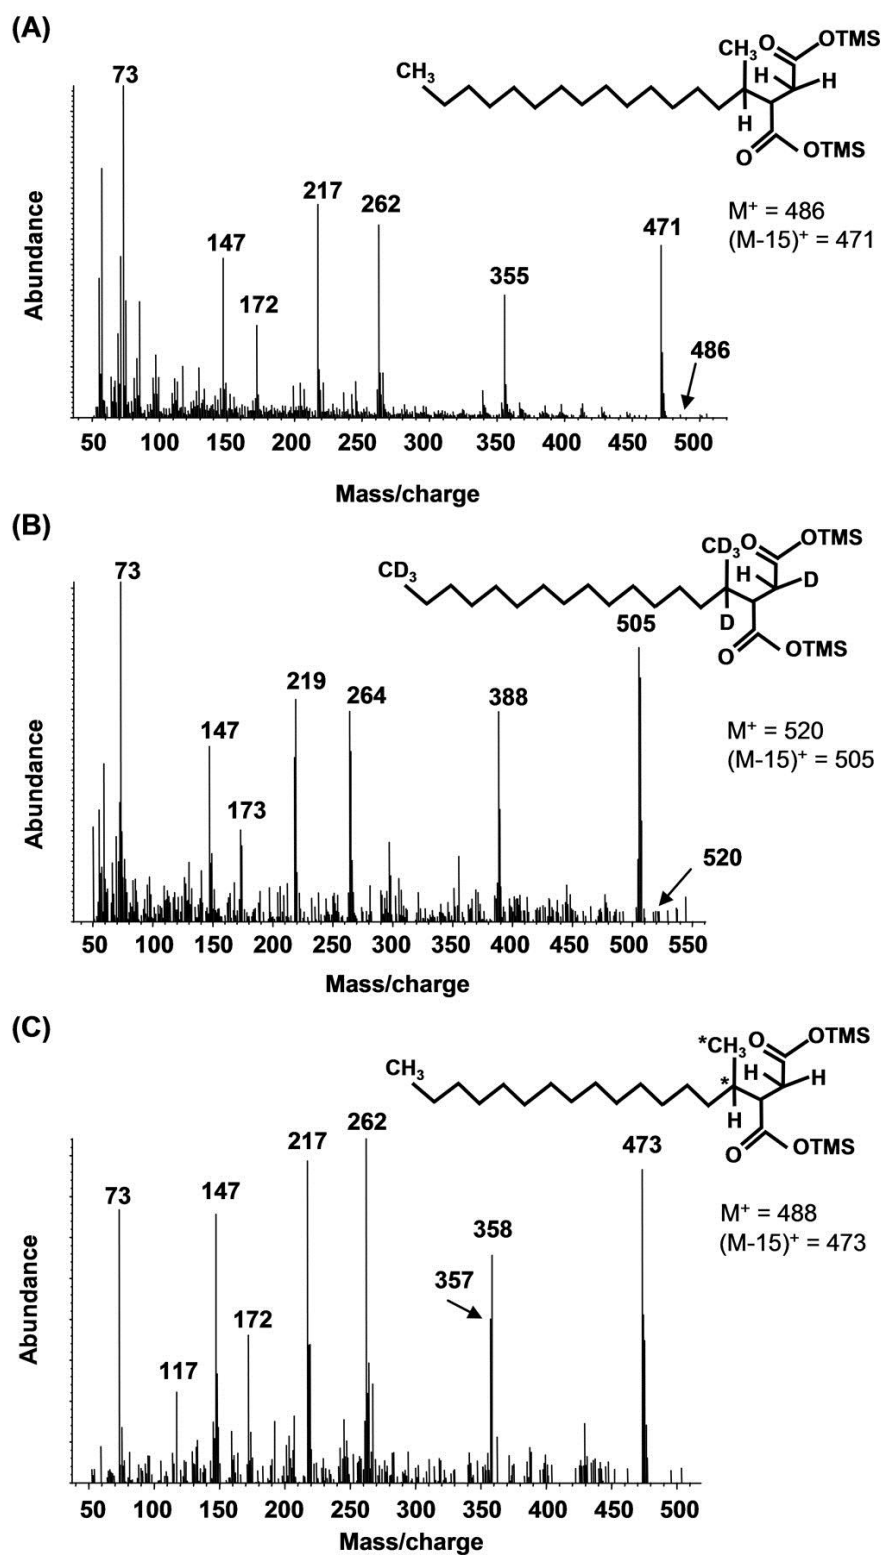 (A)
CH₃
CH₃
O
OTMS
H
H
H
O
OTMS
M⁺ = 486
(M-15)⁺ = 471
73
147
172
217
262
355
471
486
Abundance
50 100 150 200 250 300 350 400 450 500
Mass/charge
(B)
CD₃
CD₃
O
OTMS
H
D
D
O
OTMS
M⁺ = 520
(M-15)⁺ = 505
73
147
173
219
264
388
505
520
Abundance
50 100 150 200 250 300 350 400 450 500 550
Mass/charge
(C)
CH₃
*CH₃
O
OTMS
*
H
H
H
O
OTMS
M⁺ = 488
(M-15)⁺ = 473
73
117
147
172
217
262
357
358
473
Abundance
50 100 150 200 250 300 350 400 450 500
Mass/charge